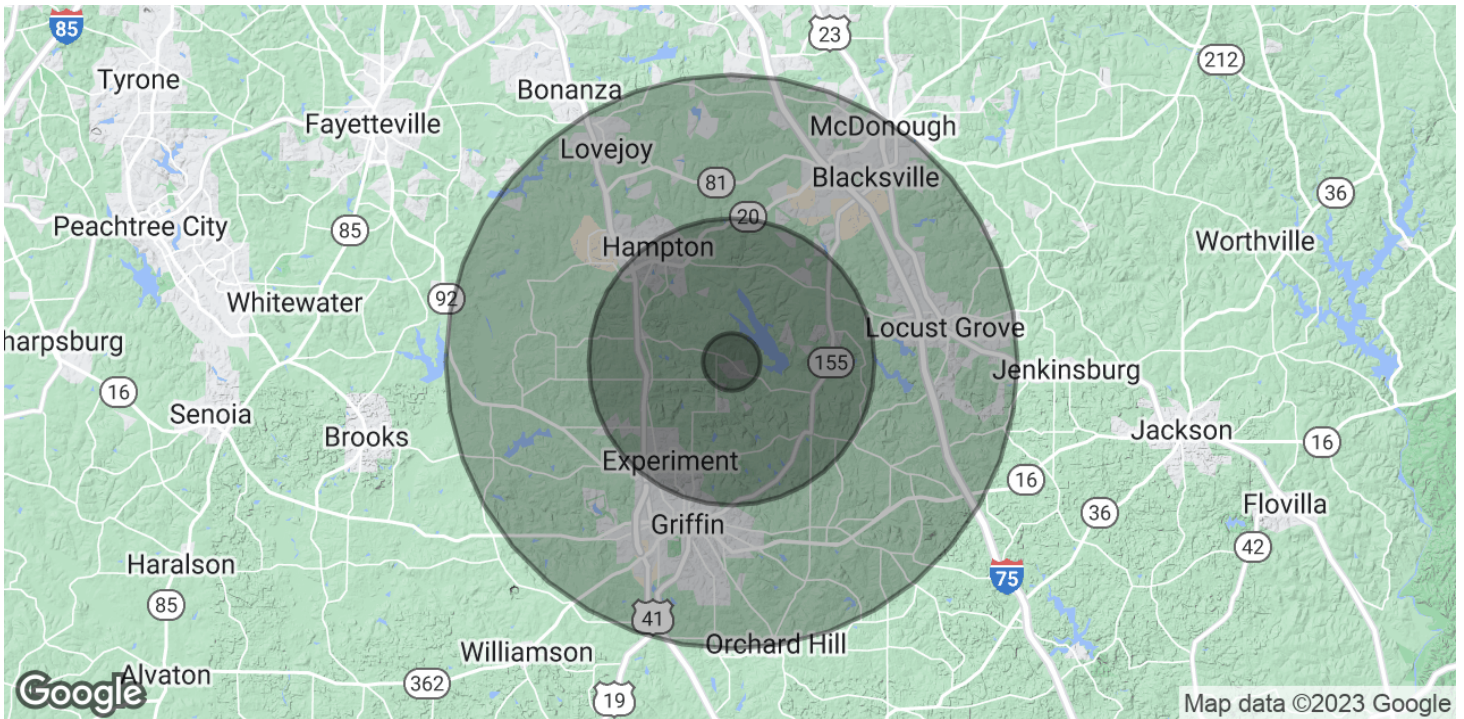 85
23
212
Tyrone
Bonanza
Fayetteville
McDonough
Lovejoy
Blacksville
81
36
20
Peachtree City
85
Hampton
Worthville
Whitewater
92
Locust Grove
harpsburg
155
Jenkinsburg
16
Senoia
Brooks
Jackson
16
Experiment
16
Griffin
36
Flovilla
42
Haralson
75
85
41
Orchard Hill
Williamson
Alvaton
362
19
Google
Map data ©2023 Google